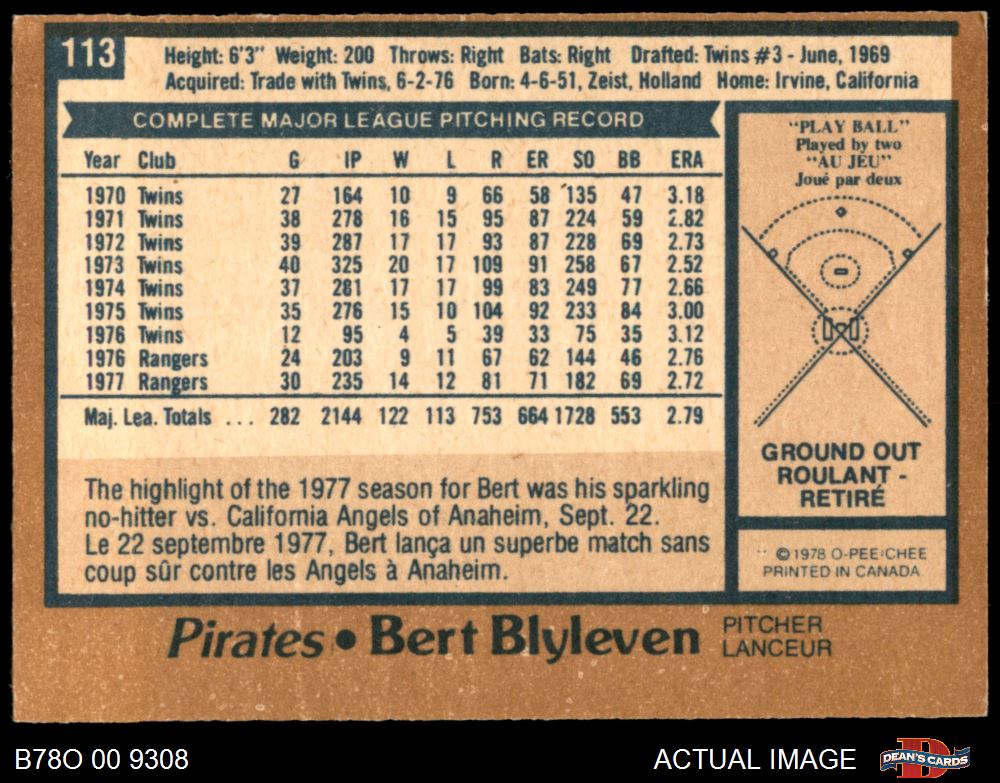 113
Height: 6'3" Weight: 200 Throws: Right Bats: Right Drafted: Twins #3 - June, 1969
Acquired: Trade with Twins, 6-2-76 Born: 4-6-51, Zeist, Holland Home: Irvine, California
COMPLETE MAJOR LEAGUE PITCHING RECORD
Year Club G IP W L R ER SO BB ERA
1970 Twins 27 164 10 9 66 58 135 47 3.18
1971 Twins 38 278 16 15 95 87 224 59 2.82
1972 Twins 39 287 17 17 93 87 228 69 2.73
1973 Twins 40 325 20 17 109 91 258 67 2.52
1974 Twins 37 281 17 17 99 83 249 77 2.66
1975 Twins 35 276 15 10 104 92 233 84 3.00
1976 Twins 12 95 4 5 39 33 75 35 3.12
1976 Rangers 24 203 9 11 67 62 144 46 2.76
1977 Rangers 30 235 14 12 81 71 182 69 2.72
Maj. Lea. Totals ... 282 2144 122 113 753 664 1728 553 2.79
The highlight of the 1977 season for Bert was his sparkling
no-hitter vs. California Angels of Anaheim, Sept. 22.
Le 22 septembre 1977, Bert lança un superbe match sans
coup sûr contre les Angels à Anaheim.
"PLAY BALL"
Played by two
"AU JEU"
Joué par deux
GROUND OUT
ROULANT -
RETIRÉ
©1978 O-PEE-CHEE
PRINTED IN CANADA
Pirates • Bert Blyleven
PITCHER
LANCEUR
B78O 00 9308
ACTUAL IMAGE
DEAN'S CARDS